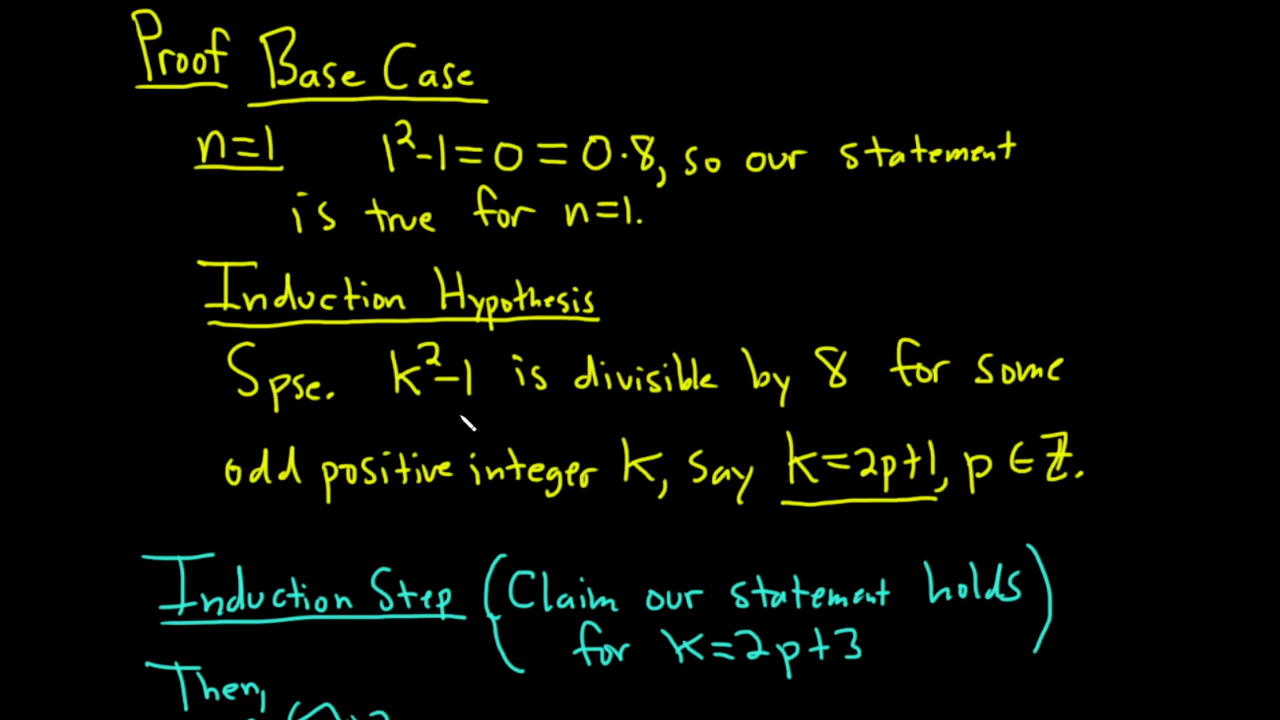 Proof Base Case
n=1 1²-1=0=0·8, so our statement
is true for n=1.
Induction Hypothesis
Spse. k²-1 is divisible by 8 for some
odd positive integer k, say k=2p+1, p∈ℤ.
Induction Step (Claim our statement holds
for k=2p+3)
Then,